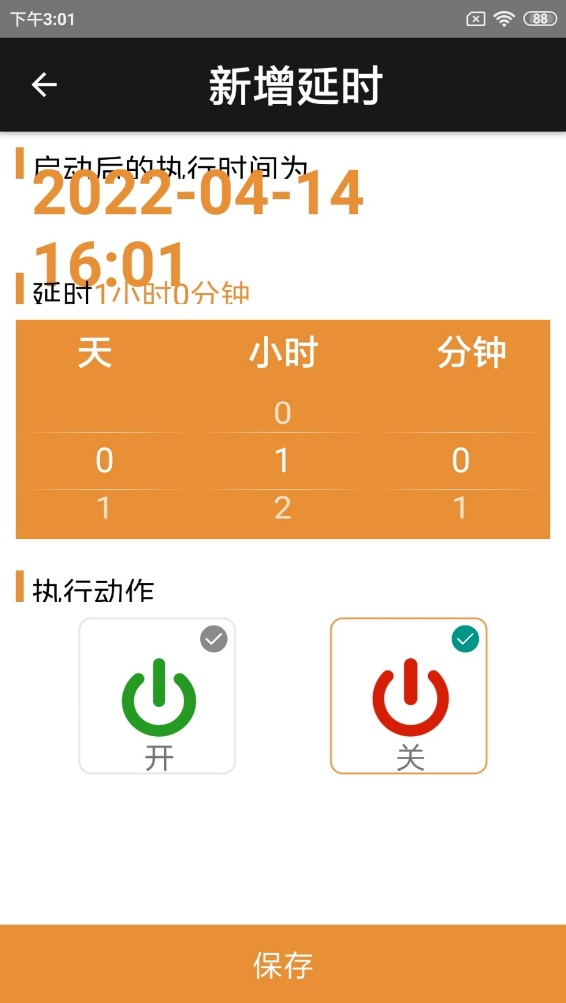 下午3:01
88
新增延时
启动后的执行时间为
2022-04-14
16:01
延时1小时0分钟
天 小时 分钟
0
0 1 0
1 2 1
执行动作
开 关
保存